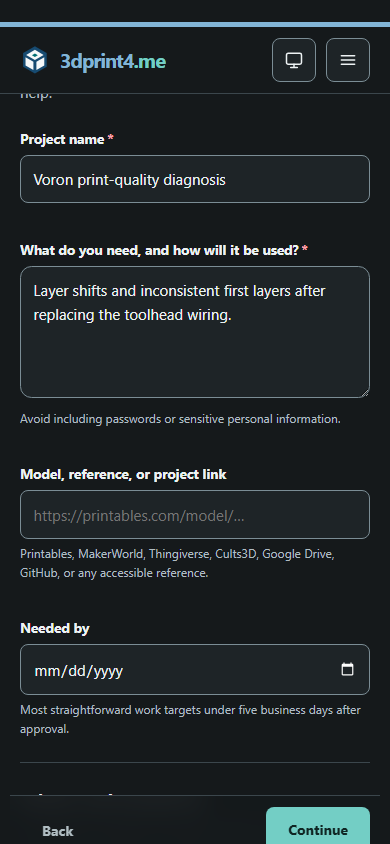 3dprint4.me
help.
Project name *
Voron print-quality diagnosis
What do you need, and how will it be used? *
Layer shifts and inconsistent first layers after
replacing the toolhead wiring.
Avoid including passwords or sensitive personal information.
Model, reference, or project link
https://printables.com/model/...
Printables, MakerWorld, Thingiverse, Cults3D, Google Drive,
GitHub, or any accessible reference.
Needed by
mm/dd/yyyy
Most straightforward work targets under five business days after
approval.
Back
Continue